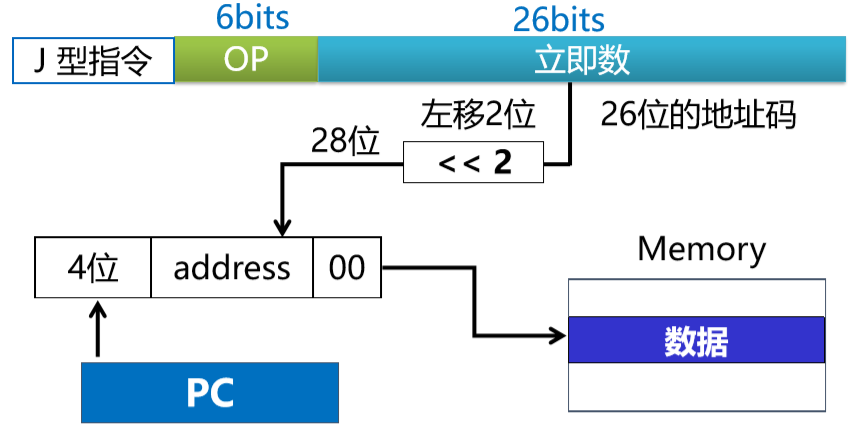 6bits
26bits
J 型指令
OP
立即数
左移2位
26位的地址码
28位
<< 2
4位
address
00
Memory
数据
PC